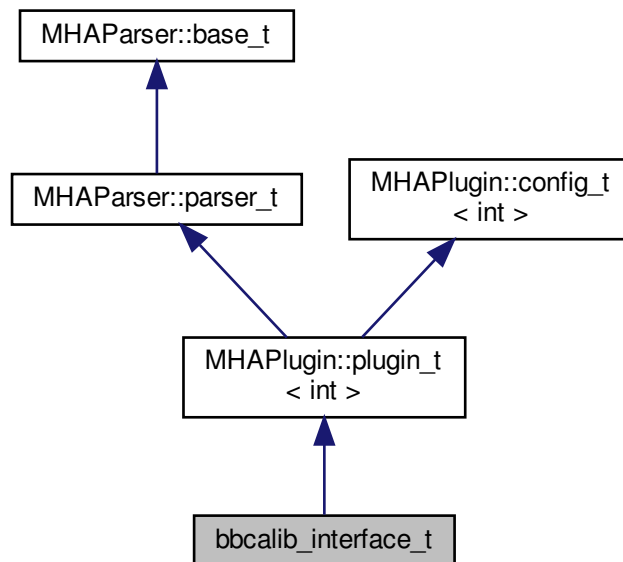 MHAParser::base_t
MHAParser::parser_t
MHAPlugin::config_t
< int >
MHAPlugin::plugin_t
< int >
bbcalib_interface_t